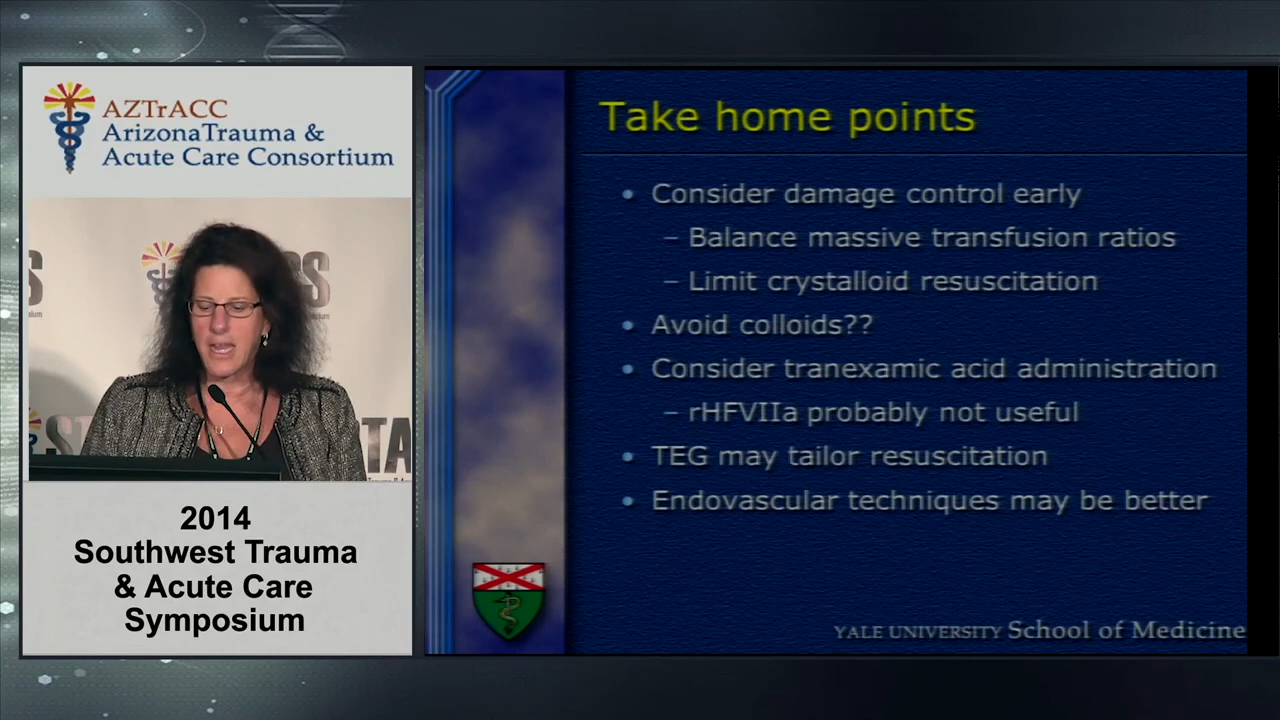 AZTrACC
ArizonaTrauma &
Acute Care Consortium
2014
Southwest Trauma
& Acute Care
Symposium
Take home points
• Consider damage control early
– Balance massive transfusion ratios
– Limit crystalloid resuscitation
• Avoid colloids??
• Consider tranexamic acid administration
– rHFVIIa probably not useful
• TEG may tailor resuscitation
• Endovascular techniques may be better
YALE UNIVERSITY School of Medicine